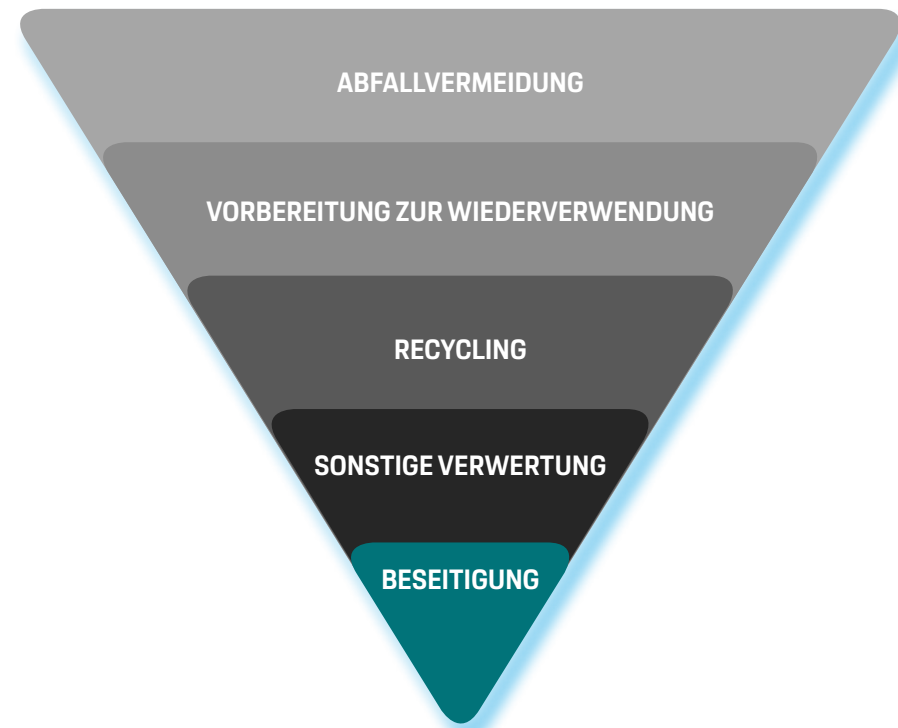 ABFALLVERMEIDUNG
VORBEREITUNG ZUR WIEDERVERWENDUNG
RECYCLING
SONSTIGE VERWERTUNG
BESEITIGUNG